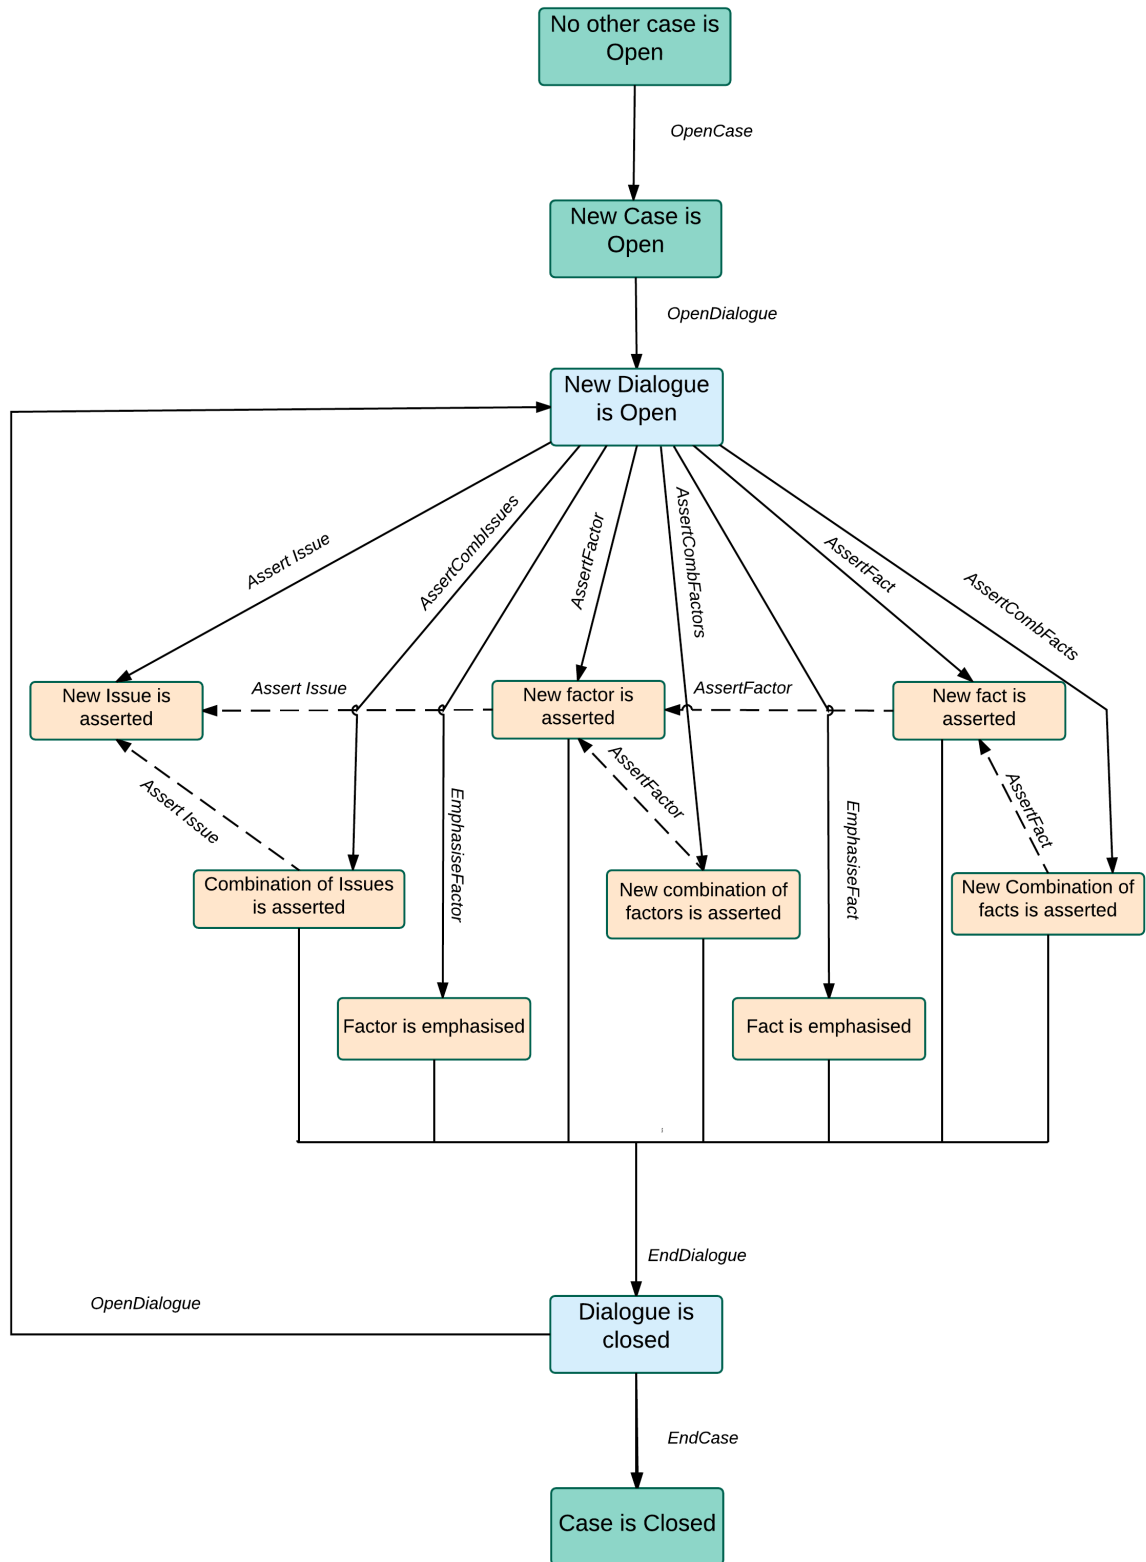 No other case is
Open
OpenCase
New Case is
Open
OpenDialogue
New Dialogue
is Open
Assert Issue
AssertCombIssues
AssertFactor
AssertCombFactors
AssertFact
AssertCombFacts
New Issue is
asserted
Assert Issue
New factor is
asserted
AssertFactor
New fact is
asserted
Assert Issue
EmphasiseFactor
AssertFactor
EmphasiseFact
AssertFact
Combination of Issues
is asserted
New combination of
factors is asserted
New Combination of
facts is asserted
Factor is emphasised
Fact is emphasised
EndDialogue
OpenDialogue
Dialogue is
closed
EndCase
Case is Closed